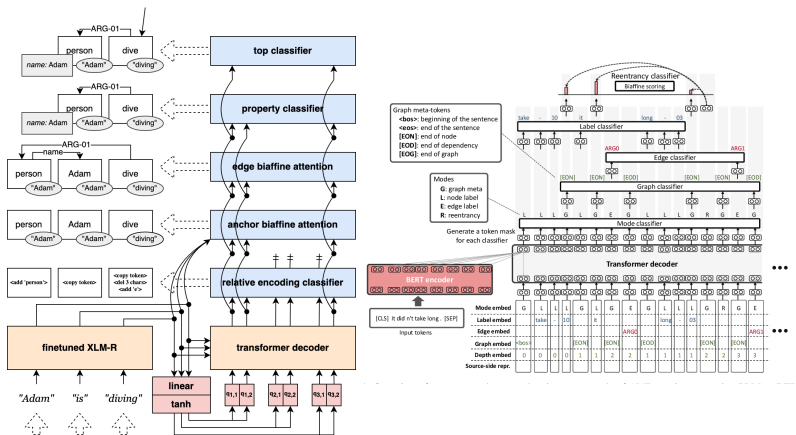 ARG-01
person
dive
name: Adam
"Adam"
"diving"
top classifier
ARG-01
person
dive
name: Adam
"Adam"
"diving"
property classifier
ARG-01
name
person
Adam
dive
"Adam"
"Adam"
"diving"
edge biaffine attention
person
Adam
dive
"Adam"
"Adam"
"diving"
anchor biaffine attention
<add 'person'>
<copy token>
<copy token>
<del 3 chars>
<add 'e'>
relative encoding classifier
finetuned XLM-R
transformer decoder
linear
tanh
q1,1 q1,2
q2,1 q2,2
q3,1 q3,2
"Adam"
"is"
"diving"
Reentrancy classifier
Biaffine scoring
Graph meta-tokens
<bos>: beginning of the sentence
<eos>: end of the sentence
[EON]: end of node
[EOD]: end of dependency
[EOG]: end of graph
take - 10 it long - 03
Label classifier
ARG0 ARG1
Edge classifier
[EON] [EOD] [EON] [EON] [EOD]
Graph classifier
Modes
G: graph meta
L: node label
E: edge label
R: reentrancy
L L L G L G E G L L L G R G E G
Mode classifier
Generate a token mask
for each classifier
Transformer decoder
BERT encoder
[CLS] It did n't take long . [SEP]
Input tokens
Mode embed G L L L G L G E G L L L G R G E
Label embed take - 10 it long - 03
Edge embed ARG0 ARG1
Graph embed <bos> [EON] [EON] [EOD] [EON] [EON]
Depth embed 0 0 0 0 1 1 2 2 1 1 1 1 2 2 3 3
Source-side repr.